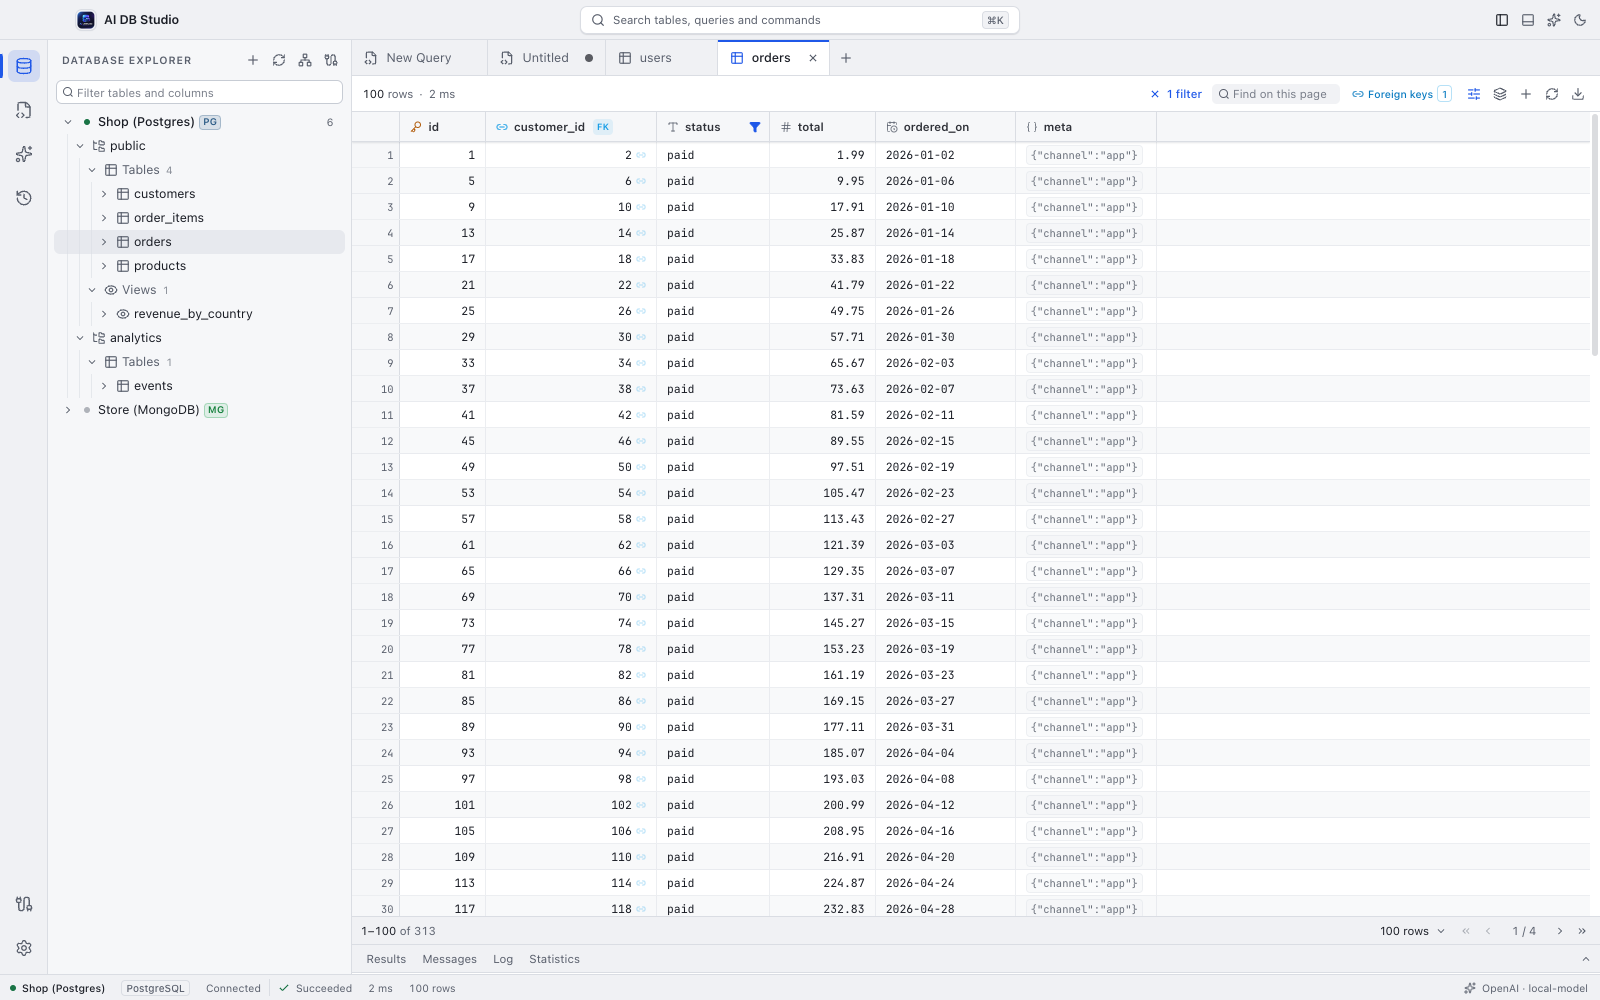 AI DB Studio
Search tables, queries and commands
⌘K
DATABASE EXPLORER
Filter tables and columns
Shop (Postgres) PG 6
public
Tables 4
customers
order_items
orders
products
Views 1
revenue_by_country
analytics
Tables 1
events
Store (MongoDB) MG
New Query
Untitled
users
orders
100 rows · 2 ms
1 filter
Find on this page
Foreign keys 1
id customer_id FK status total ordered_on meta
1 1 2 paid 1.99 2026-01-02 {"channel":"app"}
2 5 6 paid 9.95 2026-01-06 {"channel":"app"}
3 9 10 paid 17.91 2026-01-10 {"channel":"app"}
4 13 14 paid 25.87 2026-01-14 {"channel":"app"}
5 17 18 paid 33.83 2026-01-18 {"channel":"app"}
6 21 22 paid 41.79 2026-01-22 {"channel":"app"}
7 25 26 paid 49.75 2026-01-26 {"channel":"app"}
8 29 30 paid 57.71 2026-01-30 {"channel":"app"}
9 33 34 paid 65.67 2026-02-03 {"channel":"app"}
10 37 38 paid 73.63 2026-02-07 {"channel":"app"}
11 41 42 paid 81.59 2026-02-11 {"channel":"app"}
12 45 46 paid 89.55 2026-02-15 {"channel":"app"}
13 49 50 paid 97.51 2026-02-19 {"channel":"app"}
14 53 54 paid 105.47 2026-02-23 {"channel":"app"}
15 57 58 paid 113.43 2026-02-27 {"channel":"app"}
16 61 62 paid 121.39 2026-03-03 {"channel":"app"}
17 65 66 paid 129.35 2026-03-07 {"channel":"app"}
18 69 70 paid 137.31 2026-03-11 {"channel":"app"}
19 73 74 paid 145.27 2026-03-15 {"channel":"app"}
20 77 78 paid 153.23 2026-03-19 {"channel":"app"}
21 81 82 paid 161.19 2026-03-23 {"channel":"app"}
22 85 86 paid 169.15 2026-03-27 {"channel":"app"}
23 89 90 paid 177.11 2026-03-31 {"channel":"app"}
24 93 94 paid 185.07 2026-04-04 {"channel":"app"}
25 97 98 paid 193.03 2026-04-08 {"channel":"app"}
26 101 102 paid 200.99 2026-04-12 {"channel":"app"}
27 105 106 paid 208.95 2026-04-16 {"channel":"app"}
28 109 110 paid 216.91 2026-04-20 {"channel":"app"}
29 113 114 paid 224.87 2026-04-24 {"channel":"app"}
30 117 118 paid 232.83 2026-04-28 {"channel":"app"}
1–100 of 313
100 rows
1 / 4
Results Messages Log Statistics
Shop (Postgres) PostgreSQL Connected Succeeded 2 ms 100 rows
OpenAI · local-model